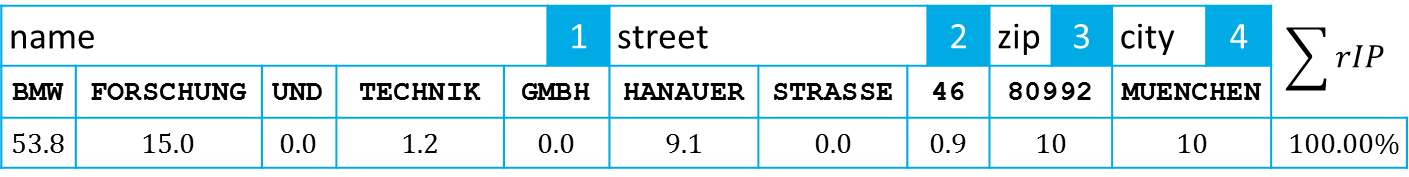 name 1 street 2 zip 3 city 4 ∑ rIP
BMW FORSCHUNG UND TECHNIK GMBH HANAUER STRASSE 46 80992 MUENCHEN
53.8 15.0 0.0 1.2 0.0 9.1 0.0 0.9 10 10 100.00%